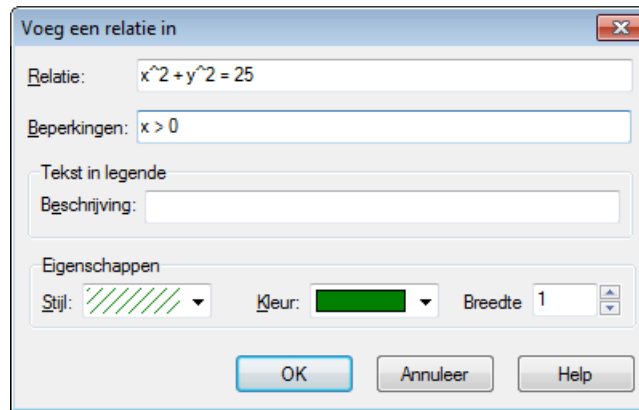 Voeg een relatie in
Relatie: x^2 + y^2 = 25
Beperkingen: x > 0
Tekst in legende
Beschrijving:
Eigenschappen
Stijl: Kleur: Breedte 1
OK Annuleer Help